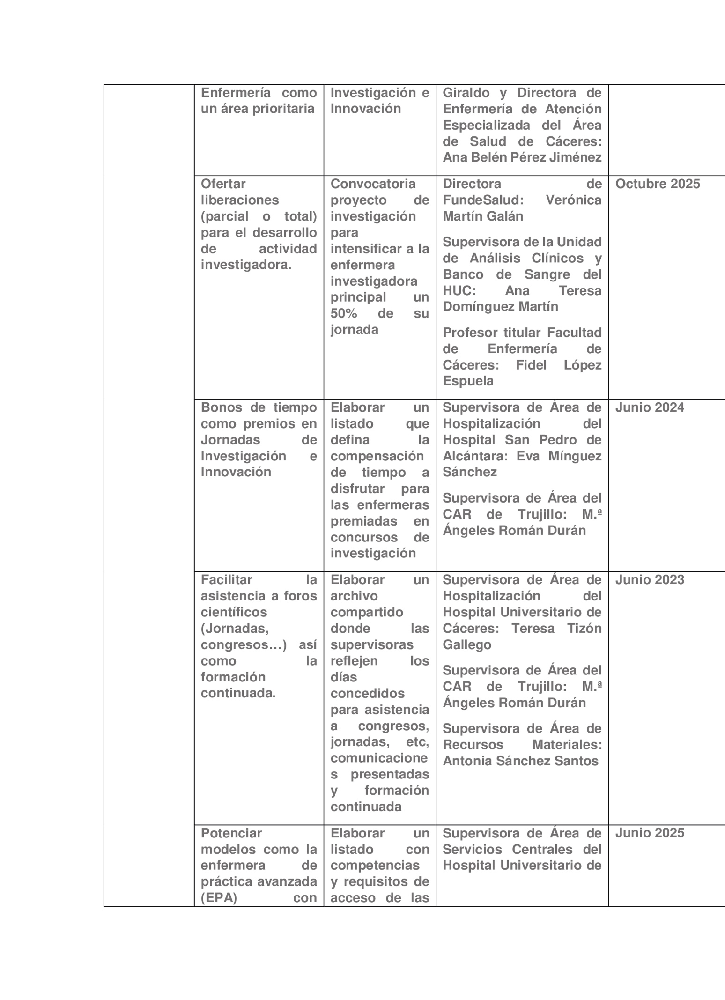 Enfermería como
un área prioritaria
Investigación e
Innovación
Giraldo y Directora de
Enfermería de Atención
Especializada del Área
de Salud de Cáceres:
Ana Belén Pérez Jiménez
Ofertar
liberaciones
(parcial o total)
para el desarrollo
de actividad
investigadora.
Convocatoria
proyecto de
investigación
para
intensificar a la
enfermera
investigadora
principal un
50% de su
jornada
Directora de
FundeSalud: Verónica
Martín Galán
Supervisora de la Unidad
de Análisis Clínicos y
Banco de Sangre del
HUC: Ana Teresa
Domínguez Martín
Profesor titular Facultad
de Enfermería de
Cáceres: Fidel López
Espuela
Octubre 2025
Bonos de tiempo
como premios en
Jornadas de
Investigación e
Innovación
Elaborar un
listado que
defina la
compensación
de tiempo a
disfrutar para
las enfermeras
premiadas en
concursos de
investigación
Supervisora de Área de
Hospitalización del
Hospital San Pedro de
Alcántara: Eva Mínguez
Sánchez
Supervisora de Área del
CAR de Trujillo: M.ª
Ángeles Román Durán
Junio 2024
Facilitar la
asistencia a foros
científicos
(Jornadas,
congresos...) así
como la
formación
continuada.
Elaborar un
archivo
compartido
donde las
supervisoras
reflejen los
días
concedidos
para asistencia
a congresos,
jornadas, etc,
comunicacione
s presentadas
y formación
continuada
Supervisora de Área de
Hospitalización del
Hospital Universitario de
Cáceres: Teresa Tizón
Gallego
Supervisora de Área del
CAR de Trujillo: M.ª
Ángeles Román Durán
Supervisora de Área de
Recursos Materiales:
Antonia Sánchez Santos
Junio 2023
Potenciar
modelos como la
enfermera de
práctica avanzada
(EPA) con
Elaborar un
listado con
competencias
y requisitos de
acceso de las
Supervisora de Área de
Servicios Centrales del
Hospital Universitario de
Junio 2025